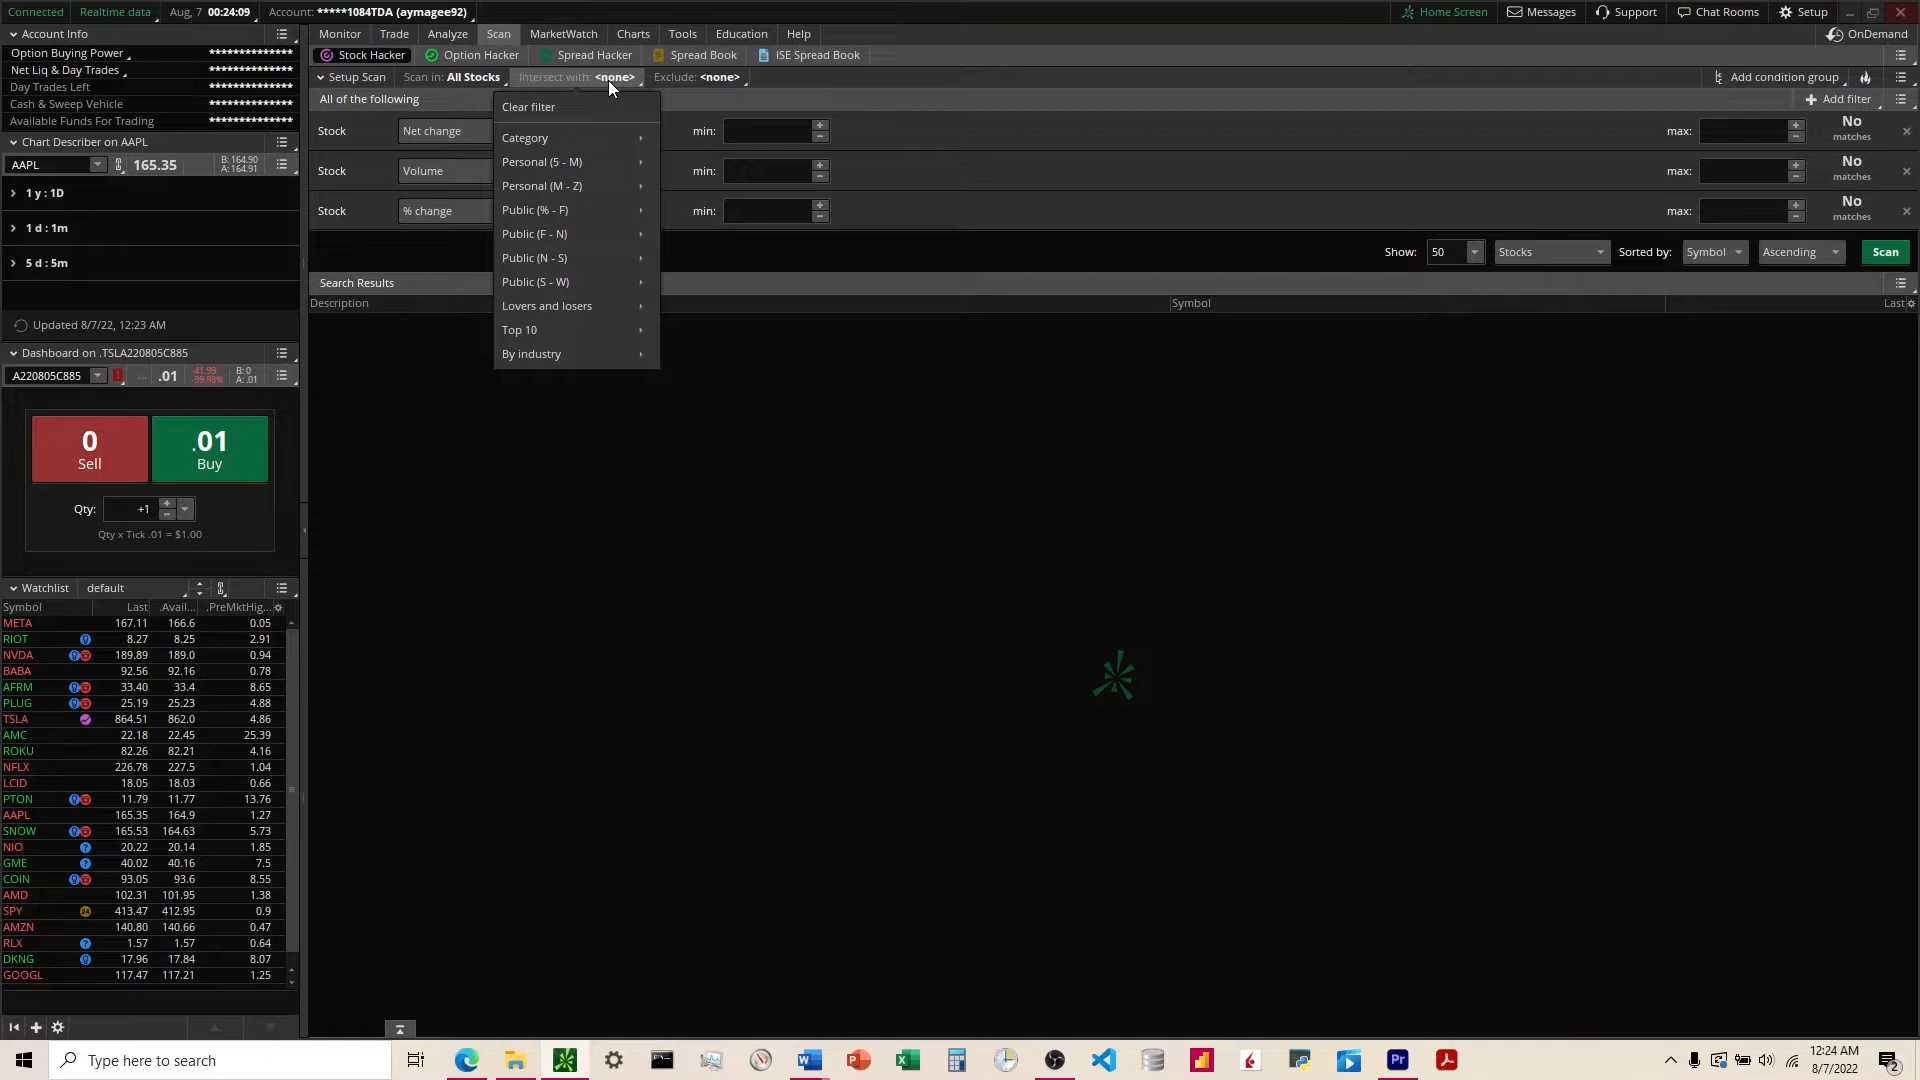 Connected Realtime data Aug, 7 00:24:09 Account: *****1084TDA (aymagee92) Home Screen Messages Support Chat Rooms Setup
Account Info
Option Buying Power **************
Net Liq & Day Trades **************
Day Trades Left **************
Cash & Sweep Vehicle **************
Available Funds For Trading **************
Chart Describer on AAPL
AAPL 165.35 B: 164.90 A: 164.91
1 y : 1D
1 d : 1m
5 d : 5m
Updated 8/7/22, 12:23 AM
Dashboard on .TSLA220805C885
A220805C885 ... .01 -41.99 -99.98% B: 0 A: .01
0 .01
Sell Buy
Qty: +1
Qty x Tick .01 = $1.00
Watchlist default
Symbol Last .Avail... .PreMktHig...
META 167.11 166.6 0.05
RIOT 8.27 8.25 2.91
NVDA 189.89 189.0 0.94
BABA 92.56 92.16 0.78
AFRM 33.40 33.4 8.65
PLUG 25.19 25.23 4.88
TSLA 864.51 862.0 4.86
AMC 22.18 22.45 25.39
ROKU 82.26 82.21 4.16
NFLX 226.78 227.5 1.04
LCID 18.05 18.03 0.66
PTON 11.79 11.77 13.76
AAPL 165.35 164.9 1.27
SNOW 165.53 164.63 5.73
NIO 20.22 20.14 1.85
GME 40.02 40.16 7.5
COIN 93.05 93.6 8.55
AMD 102.31 101.95 1.38
SPY 413.47 412.95 0.9
AMZN 140.80 140.66 0.47
RLX 1.57 1.57 0.64
DKNG 17.96 17.84 8.07
GOOGL 117.47 117.21 1.25
Monitor Trade Analyze Scan MarketWatch Charts Tools Education Help OnDemand
Stock Hacker Option Hacker Spread Hacker Spread Book ISE Spread Book
Setup Scan Scan in: All Stocks Intersect with: <none> Exclude: <none> Add condition group
All of the following Add filter
Stock Net change min: max: No matches
Stock Volume min: max: No matches
Stock % change min: max: No matches
Clear filter
Category
Personal (5 - M)
Personal (M - Z)
Public (% - F)
Public (F - N)
Public (N - S)
Public (S - W)
Lovers and losers
Top 10
By industry
Show: 50 Stocks Sorted by: Symbol Ascending Scan
Search Results
Description Symbol Last
Type here to search 12:24 AM
8/7/2022
2